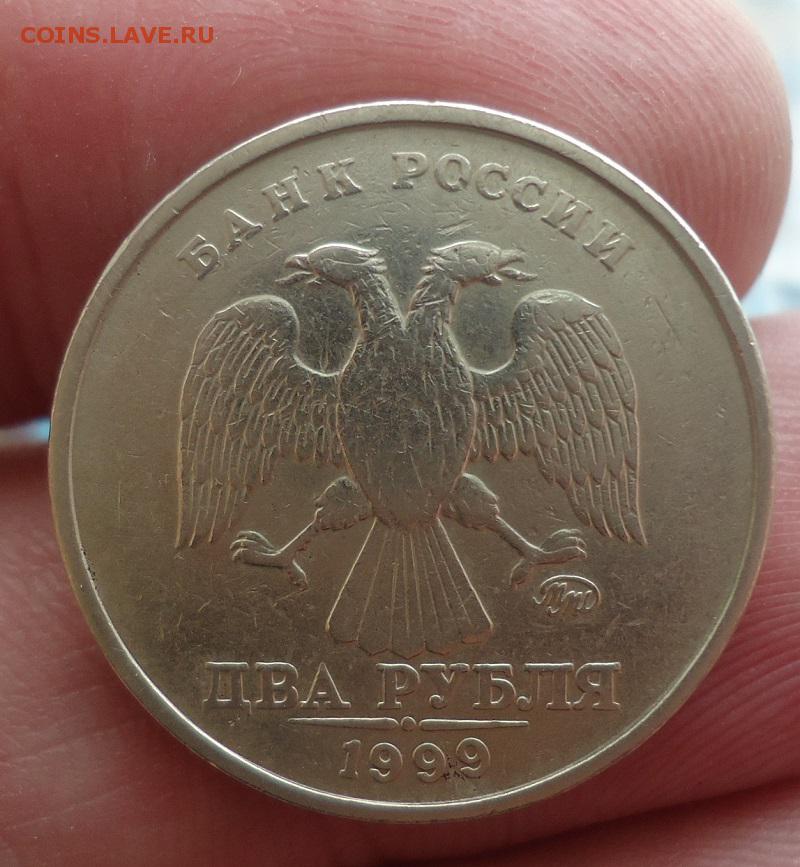 COINS.LAVE.RU
БАНК РОССИИ
ММД
ДВА РУБЛЯ
1999